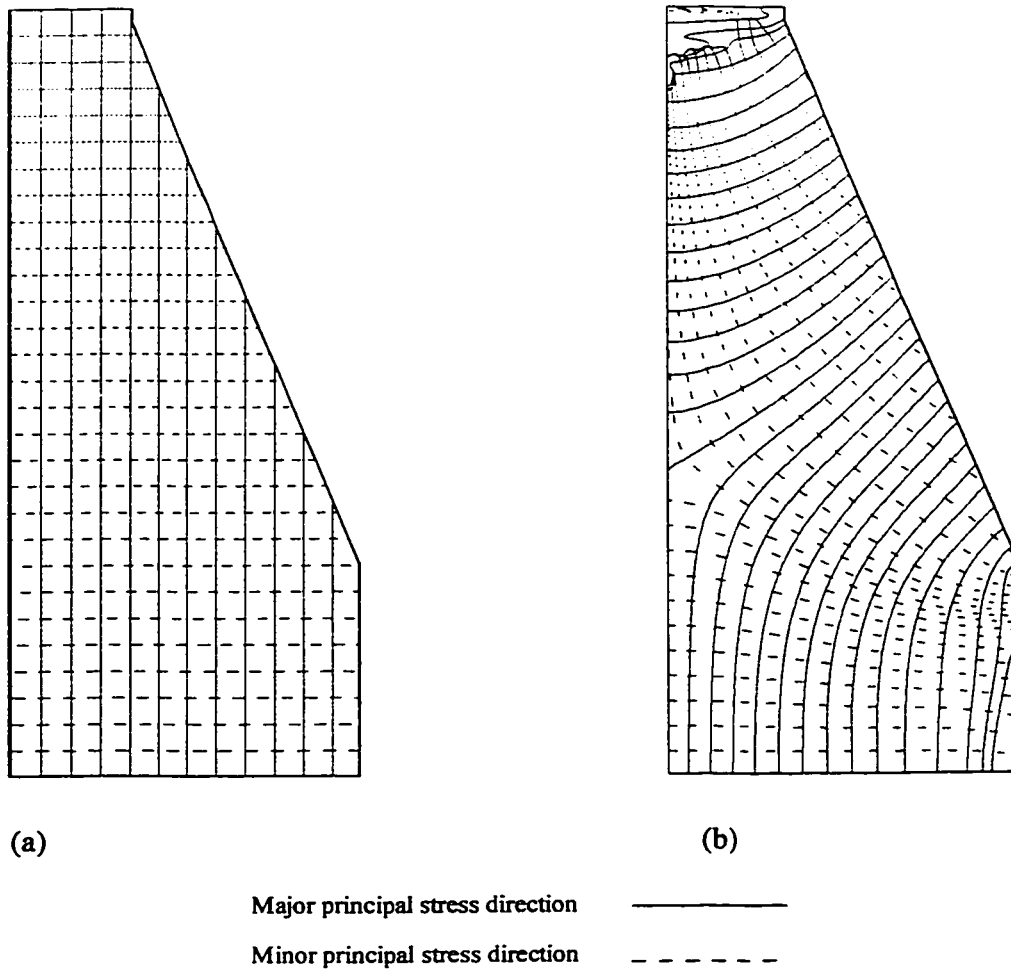 (a)
(b)
Major principal stress direction
Minor principal stress direction